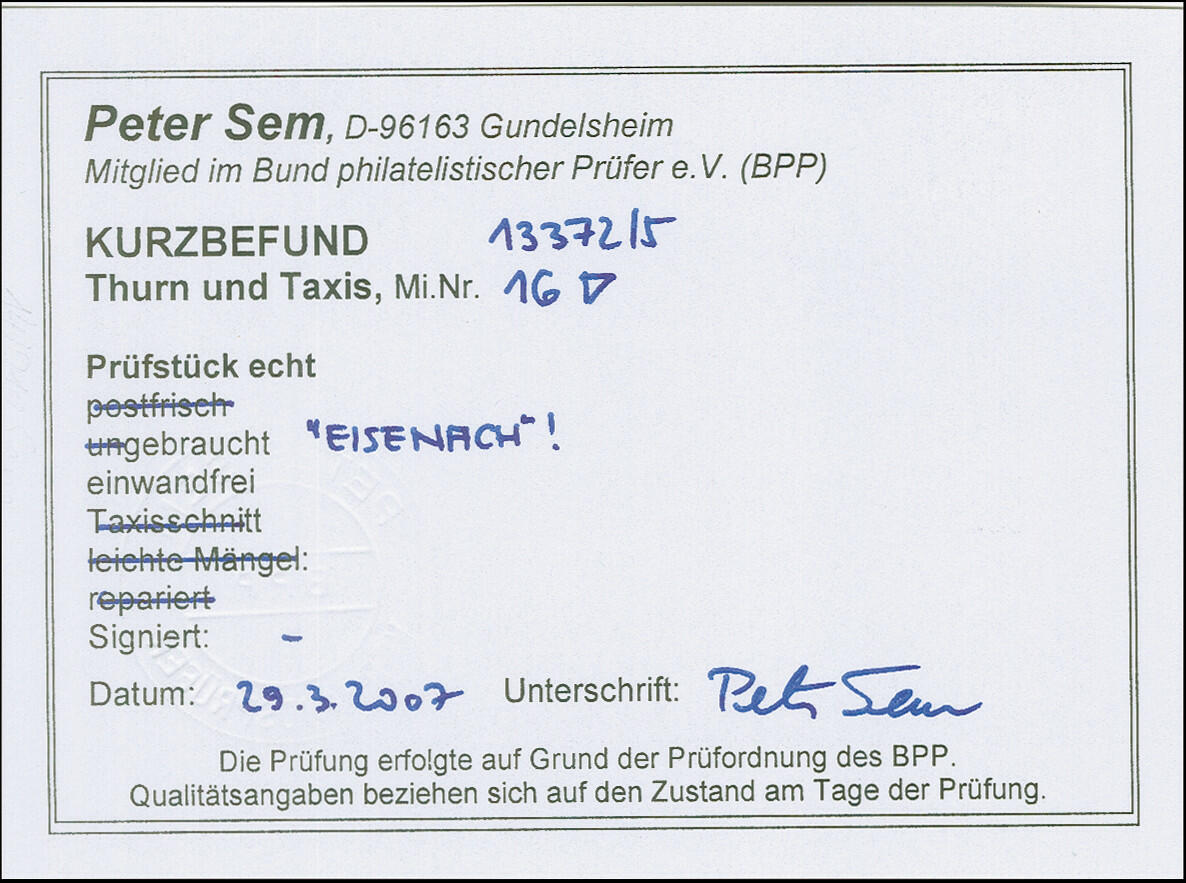 Peter Sem, D-96163 Gundelsheim
Mitglied im Bund philatelistischer Prüfer e.V. (BPP)
KURZBEFUND 13372/5
Thurn und Taxis, Mi.Nr. 16
Prüfstück echt
postfrisch
ungebraucht "EISENACH"!
einwandfrei
Taxisschnitt
leichte Mängel:
repariert
Signiert: –
Datum: 29.3.2007 Unterschrift: Peter Sem
Die Prüfung erfolgte auf Grund der Prüfordnung des BPP.
Qualitätsangaben beziehen sich auf den Zustand am Tage der Prüfung.